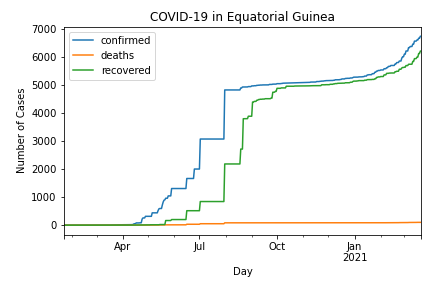 COVID-19 in Equatorial Guinea
confirmed
deaths
recovered
Number of Cases
7000
6000
5000
4000
3000
2000
1000
0
Apr
Jul
Oct
Jan
2021
Day